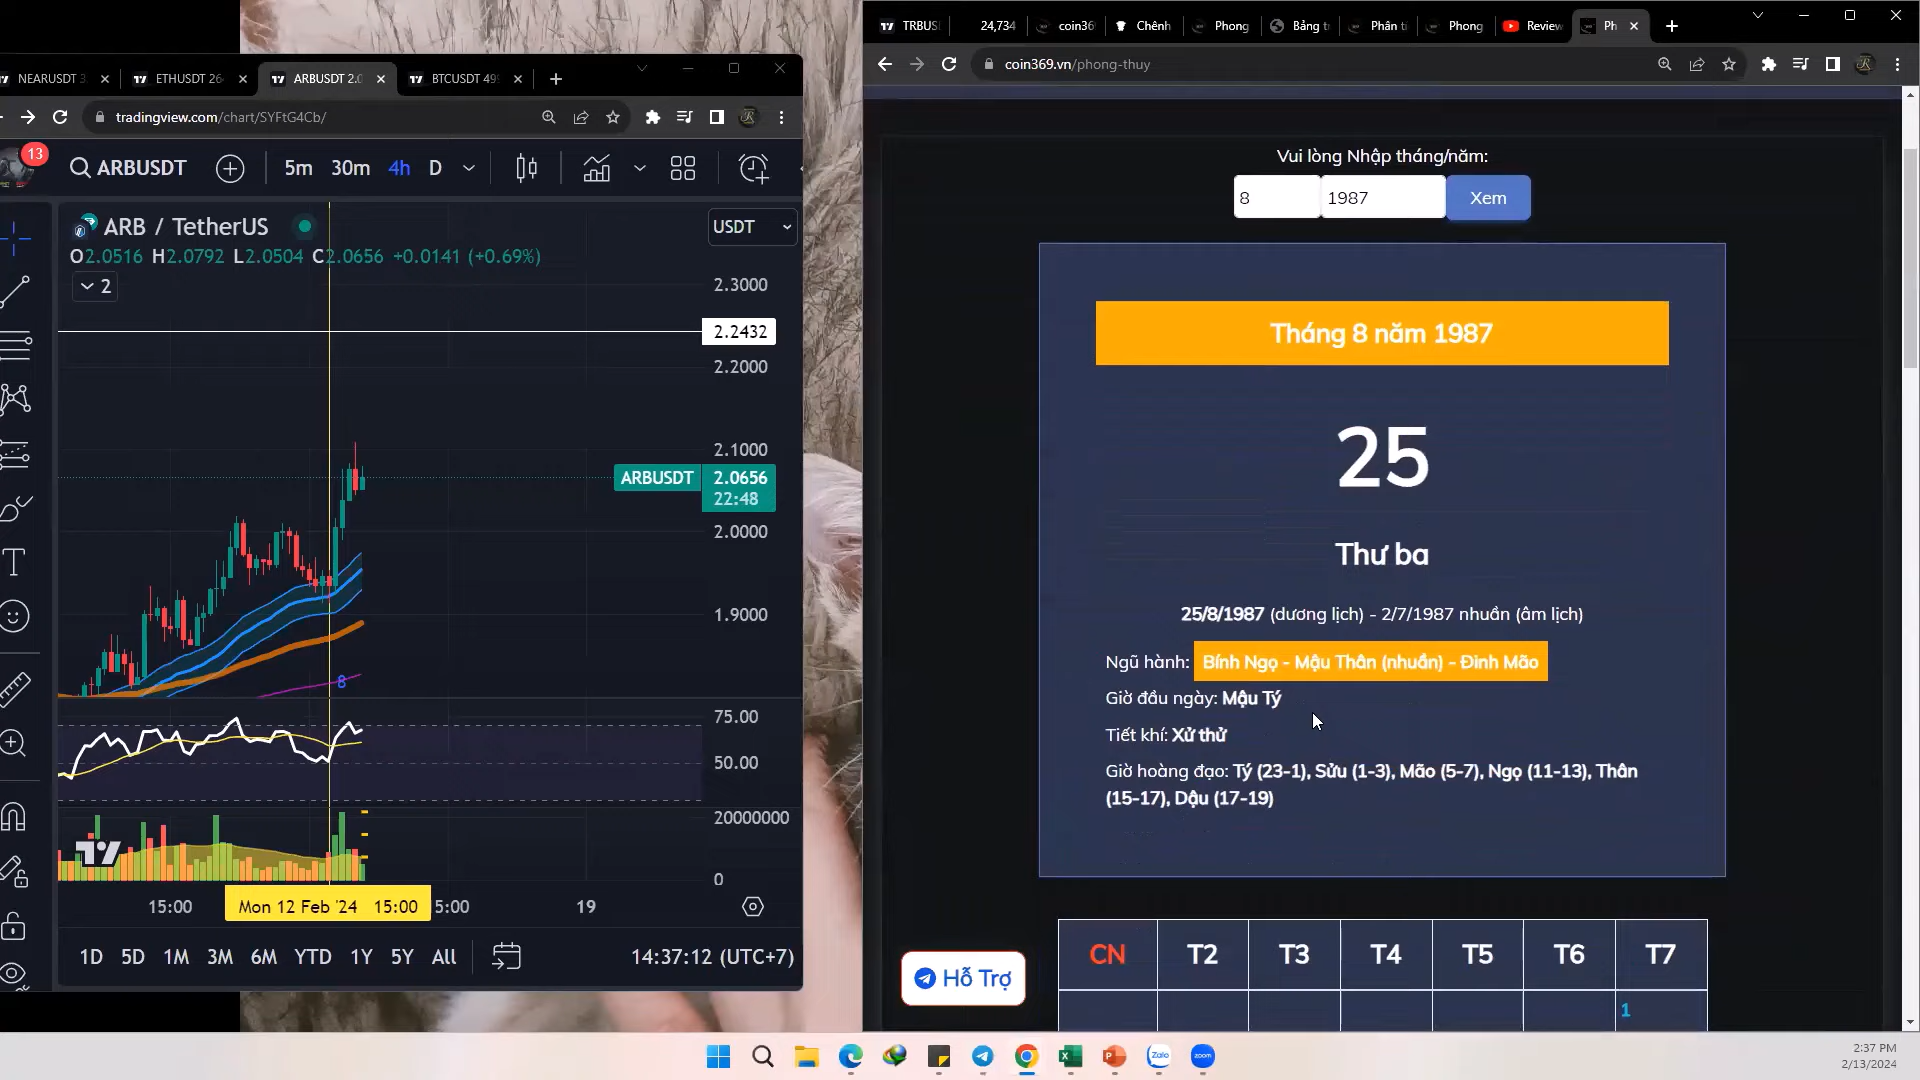 NEARUSDT 3.
ETHUSDT 264
ARBUSDT 2.0
BTCUSDT 499
tradingview.com/chart/SYFtG4Cb/
13
ARBUSDT
5m
30m
4h
D
ARB / TetherUS
USDT
O2.0516 H2.0792 L2.0504 C2.0656 +0.0141 (+0.69%)
2
2.3000
2.2432
2.2000
2.1000
ARBUSDT 2.0656
22:48
2.0000
1.9000
8
75.00
50.00
20000000
0
15:00
Mon 12 Feb '24 15:00
5:00
19
1D 5D 1M 3M 6M YTD 1Y 5Y All
14:37:12 (UTC+7)
TRBUS
24,734
coin36
Chênh
Phong
Bảng t
Phân t
Phong
Review
Ph
coin369.vn/phong-thuy
Vui lòng Nhập tháng/năm:
8
1987
Xem
Tháng 8 năm 1987
25
Thư ba
25/8/1987 (dương lịch) - 2/7/1987 nhuần (âm lịch)
Ngũ hành: Bính Ngọ - Mậu Thân (nhuần) - Đinh Mão
Giờ đầu ngày: Mậu Tý
Tiết khí: Xử thử
Giờ hoàng đạo: Tý (23-1), Sửu (1-3), Mão (5-7), Ngọ (11-13), Thân
(15-17), Dậu (17-19)
CN T2 T3 T4 T5 T6 T7
1
Hỗ Trợ
Zalo
zoom
2:37 PM
2/13/2024